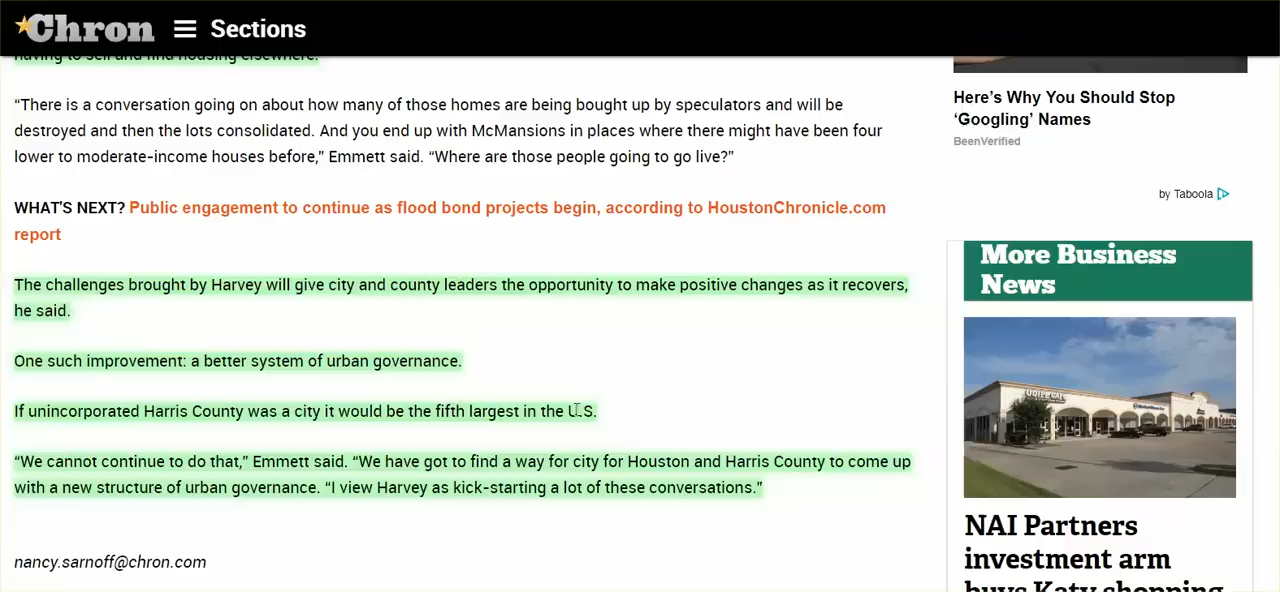 Chron
Sections
having to sell and find housing elsewhere.
“There is a conversation going on about how many of those homes are being bought up by speculators and will be
destroyed and then the lots consolidated. And you end up with McMansions in places where there might have been four
lower to moderate-income houses before,” Emmett said. “Where are those people going to go live?”
WHAT'S NEXT? Public engagement to continue as flood bond projects begin, according to HoustonChronicle.com
report
The challenges brought by Harvey will give city and county leaders the opportunity to make positive changes as it recovers,
he said.
One such improvement: a better system of urban governance.
If unincorporated Harris County was a city it would be the fifth largest in the U.S.
“We cannot continue to do that,” Emmett said. “We have got to find a way for city for Houston and Harris County to come up
with a new structure of urban governance. “I view Harvey as kick-starting a lot of these conversations.”
nancy.sarnoff@chron.com
Here’s Why You Should Stop
‘Googling’ Names
BeenVerified
by Taboola
More Business
News
NAI Partners
investment arm
buys Katy shopping